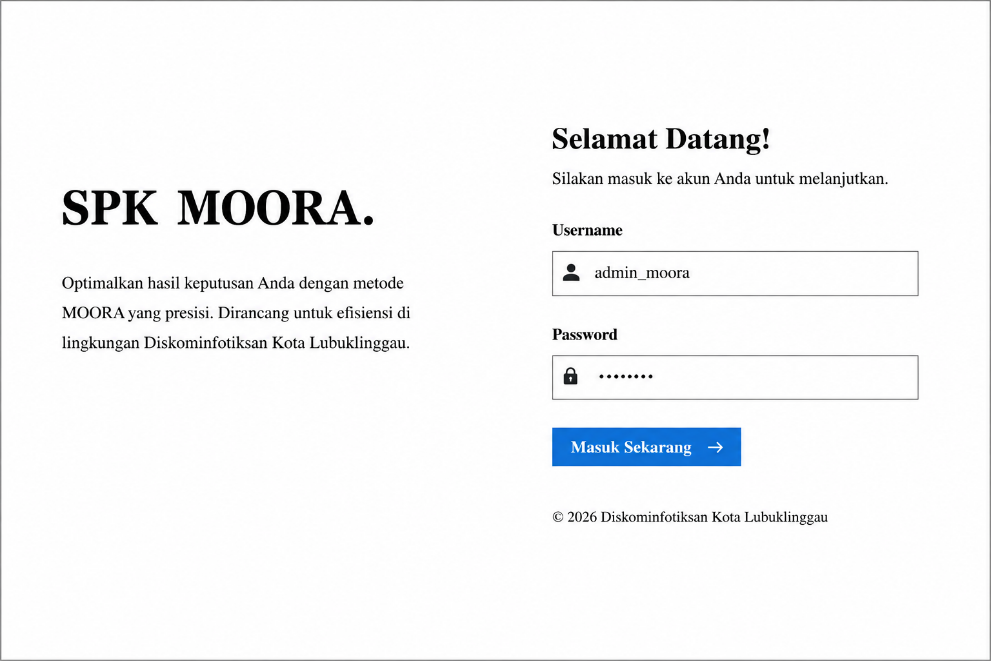 SPK MOORA.
Optimalkan hasil keputusan Anda dengan metode
MOORA yang presisi. Dirancang untuk efisiensi di
lingkungan Diskominfotiksan Kota Lubuklinggau.
Selamat Datang!
Silakan masuk ke akun Anda untuk melanjutkan.
Username
admin_moora
Password
••••••••
Masuk Sekarang →
© 2026 Diskominfotiksan Kota Lubuklinggau